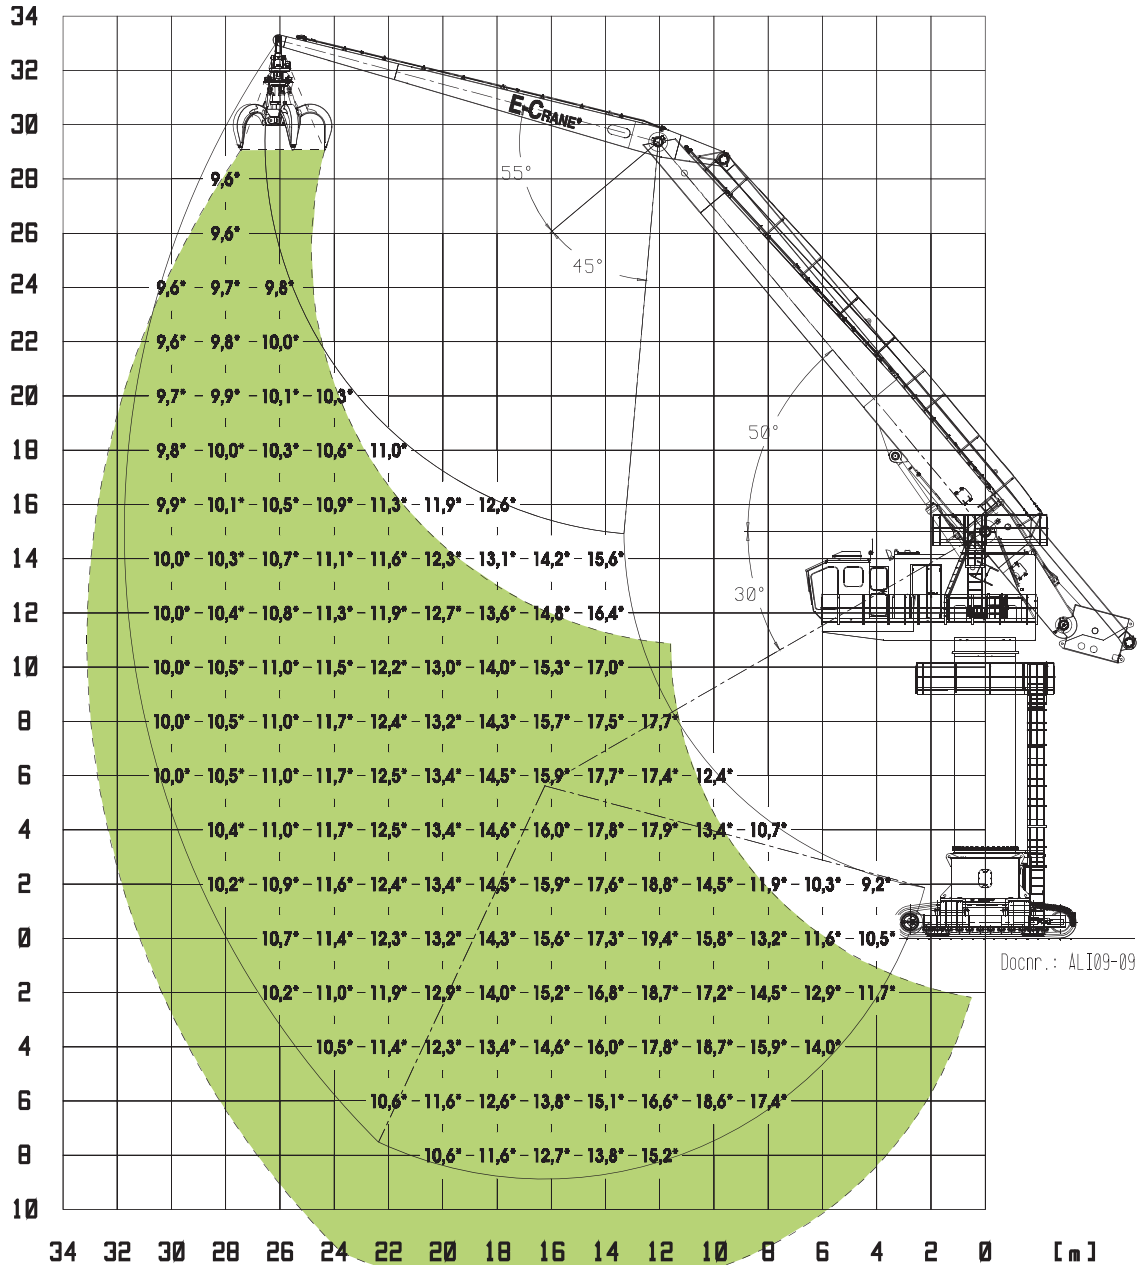 34
32
E-CRANE®
30
55°
28 9,6*
26 9,6*
45°
24 9,6* 9,7* 9,8*
22 9,6* 9,8* 10,0*
20 9,7* 9,9* 10,1* 10,3*
50°
18 9,8* 10,0* 10,3* 10,6* 11,0*
16 9,9* 10,1* 10,5* 10,9* 11,3* 11,9* 12,6*
14 10,0* 10,3* 10,7* 11,1* 11,6* 12,3* 13,1* 14,2* 15,6*
30°
12 10,0* 10,4* 10,8* 11,3* 11,9* 12,7* 13,6* 14,8* 16,4*
10 10,0* 10,5* 11,0* 11,5* 12,2* 13,0* 14,0* 15,3* 17,0*
8 10,0* 10,5* 11,0* 11,7* 12,4* 13,2* 14,3* 15,7* 17,5* 17,7*
6 10,0* 10,5* 11,0* 11,7* 12,5* 13,4* 14,5* 15,9* 17,7* 17,4* 12,4*
4 10,4* 11,0* 11,7* 12,5* 13,4* 14,6* 16,0* 17,8* 17,9* 13,4* 10,7*
2 10,2* 10,9* 11,6* 12,4* 13,4* 14,5* 15,9* 17,6* 18,8* 14,5* 11,9* 10,3* 9,2*
0 10,7* 11,4* 12,3* 13,2* 14,3* 15,6* 17,3* 19,4* 15,8* 13,2* 11,6* 10,5*
Docnr.: ALI09-09
2 10,2* 11,0* 11,9* 12,9* 14,0* 15,2* 16,8* 18,7* 17,2* 14,5* 12,9* 11,7*
4 10,5* 11,4* 12,3* 13,4* 14,6* 16,0* 17,8* 18,7* 15,9* 14,0*
6 10,6* 11,6* 12,6* 13,8* 15,1* 16,6* 18,6* 17,4*
8 10,6* 11,6* 12,7* 13,8* 15,2*
10
34 32 30 28 26 24 22 20 18 16 14 12 10 8 6 4 2 0 [m]